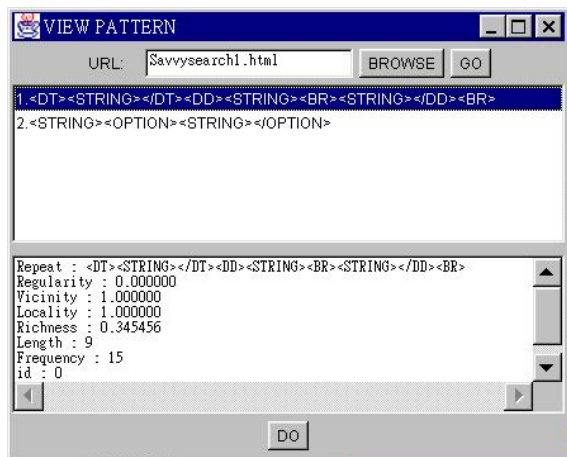 VIEW PATTERN
URL: Savvysearch1.html BROWSE GO
1.<DT><STRING></DT><DD><STRING><BR><STRING></DD><BR>
2.<STRING><OPTION><STRING></OPTION>
Repeat : <DT><STRING></DT><DD><STRING><BR><STRING></DD><BR>
Regularity : 0.000000
Vicinity : 1.000000
Locality : 1.000000
Richness : 0.345456
Length : 9
Frequency : 15
id : 0
DO